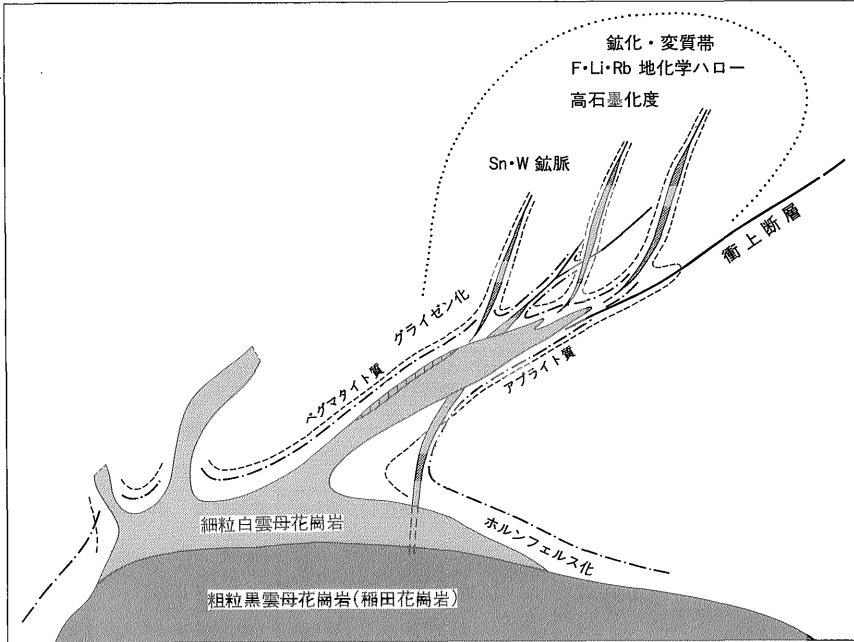 鉱化・変質帯
F・Li・Rb 地化学ハロー
高石墨化度
Sn・W 鉱脈
衝上断層
グライゼン化
ペグマタイト質
アプライト質
細粒白雲母花崗岩
ホルンフェルス化
粗粒黒雲母花崗岩(稲田花崗岩)